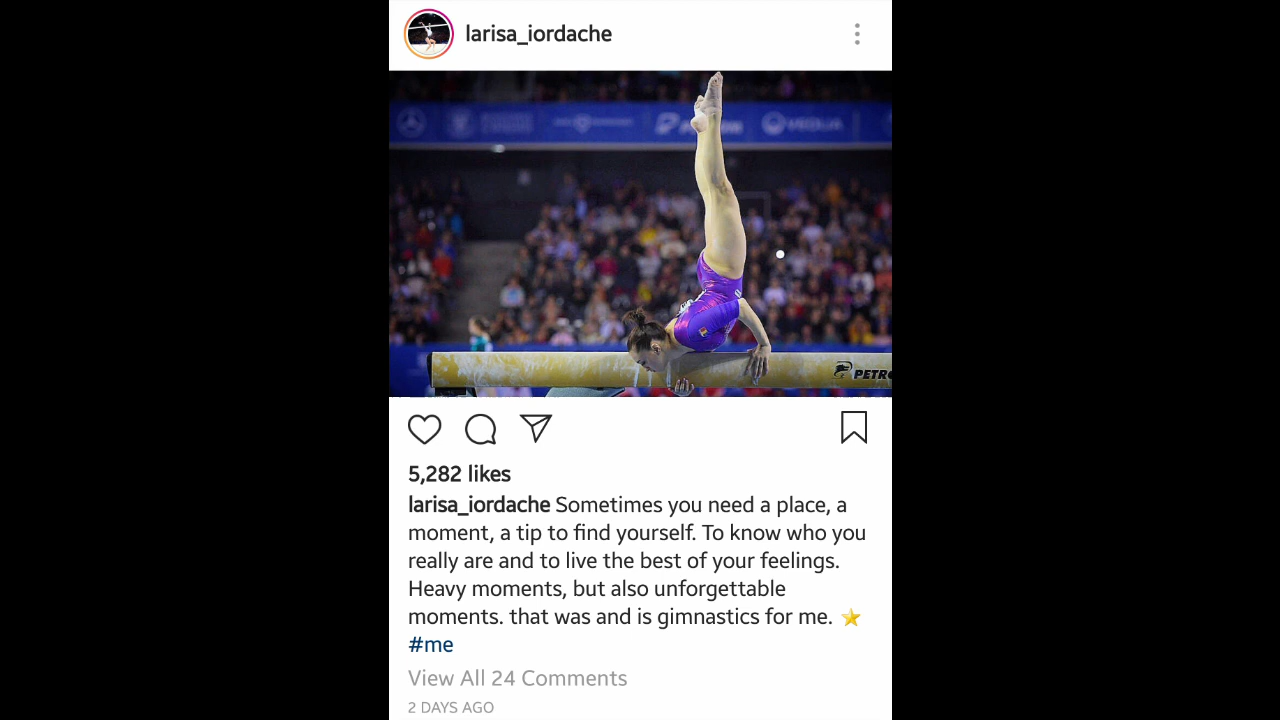 larisa_iordache
VEOLIA
PETRO
5,282 likes
larisa_iordache Sometimes you need a place, a
moment, a tip to find yourself. To know who you
really are and to live the best of your feelings.
Heavy moments, but also unforgettable
moments. that was and is gimnastics for me. ⭐
#me
View All 24 Comments
2 DAYS AGO